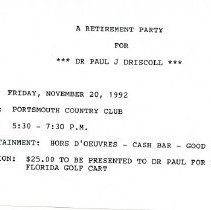 A RETIREMENT PARTY
FOR
*** DR PAUL J DRISCOLL ***
FRIDAY, NOVEMBER 20, 1992
: PORTSMOUTH COUNTRY CLUB
5:30 - 7:30 P.M.
TAINMENT: HORS D'OEUVRES - CASH BAR - GOOD
ION: $25.00 TO BE PRESENTED TO DR PAUL FOR
FLORIDA GOLF CART